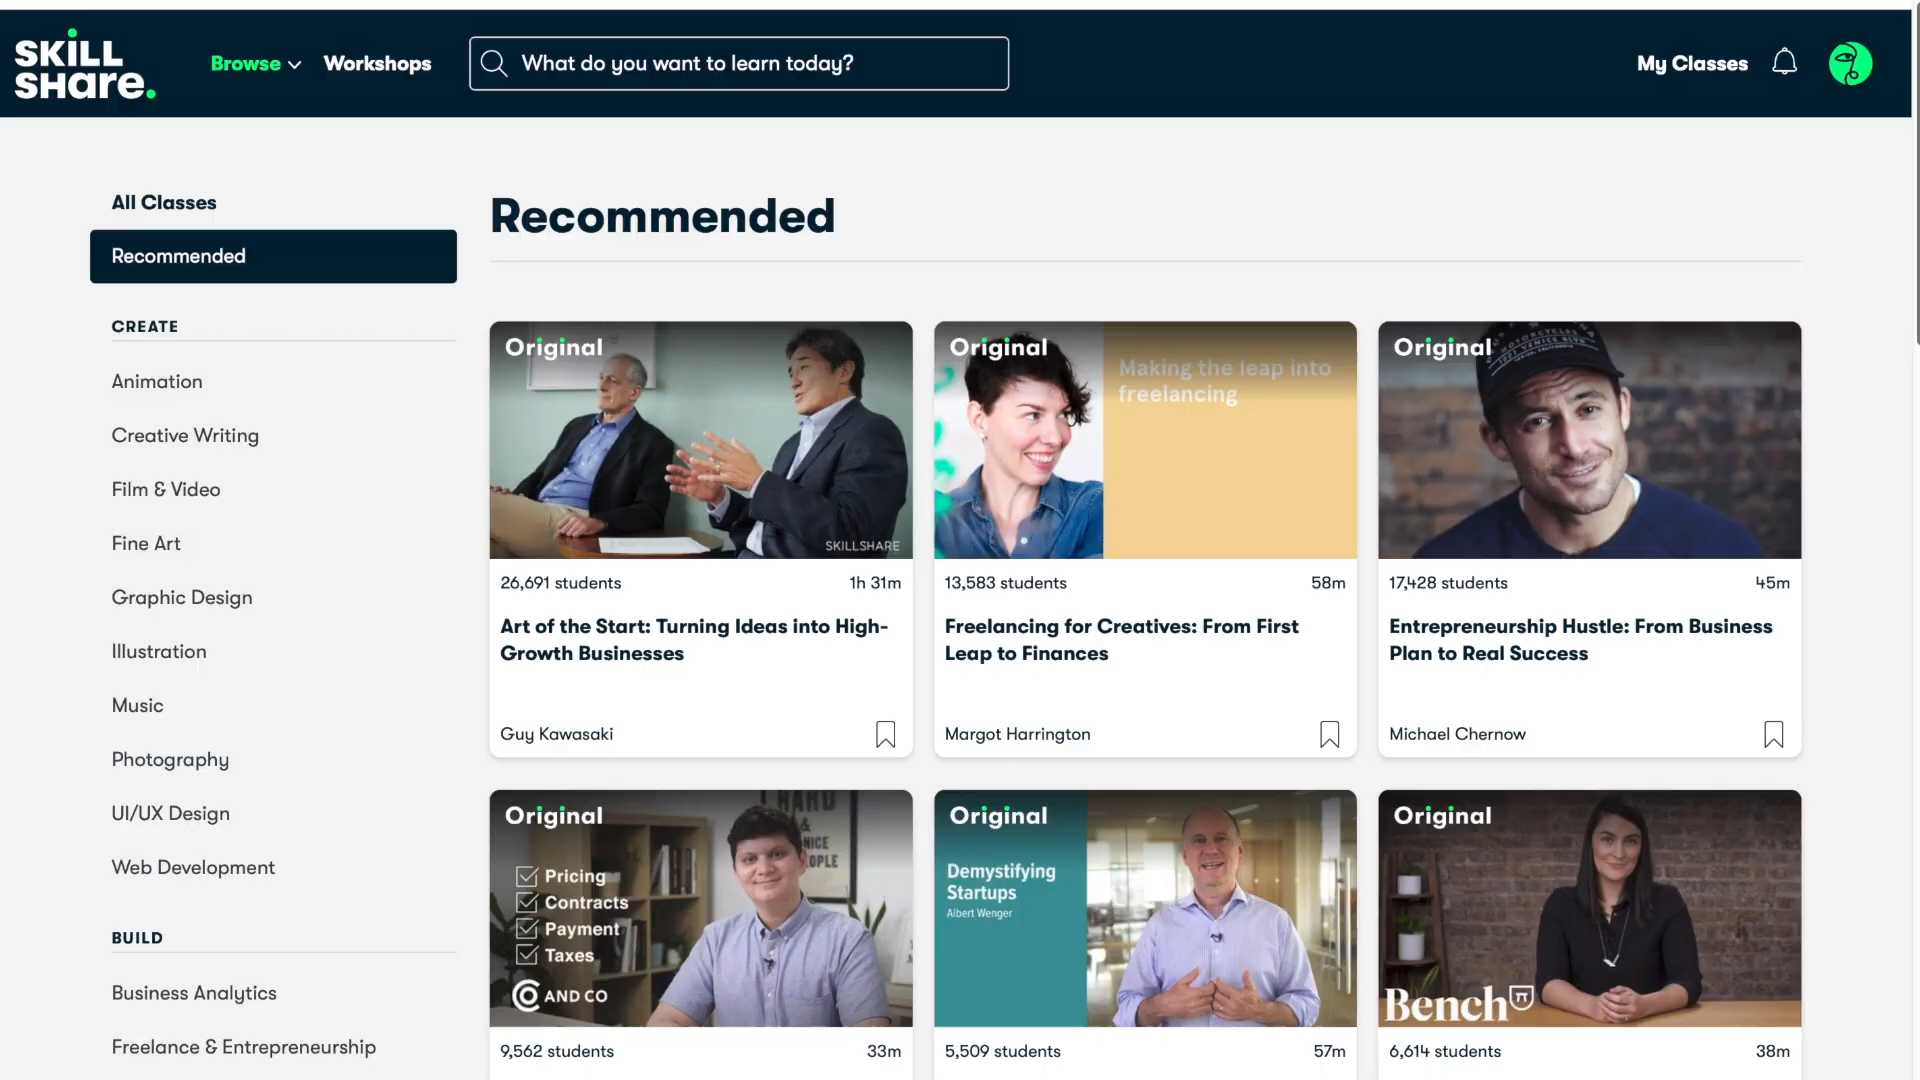 SKILL
SHare.
Browse
Workshops
What do you want to learn today?
My Classes
All Classes
Recommended
CREATE
Animation
Creative Writing
Film & Video
Fine Art
Graphic Design
Illustration
Music
Photography
UI/UX Design
Web Development
BUILD
Business Analytics
Freelance & Entrepreneurship
Recommended
Original
SKILLSHARE
26,691 students
1h 31m
Art of the Start: Turning Ideas into High-
Growth Businesses
Guy Kawasaki
Original
Making the leap into
freelancing
13,583 students
58m
Freelancing for Creatives: From First
Leap to Finances
Margot Harrington
Original
17,428 students
45m
Entrepreneurship Hustle: From Business
Plan to Real Success
Michael Chernow
Original
Pricing
Contracts
Payment
Taxes
AND CO
9,562 students
33m
Original
Demystifying
Startups
Albert Wenger
5,509 students
57m
Original
Bench
6,614 students
38m